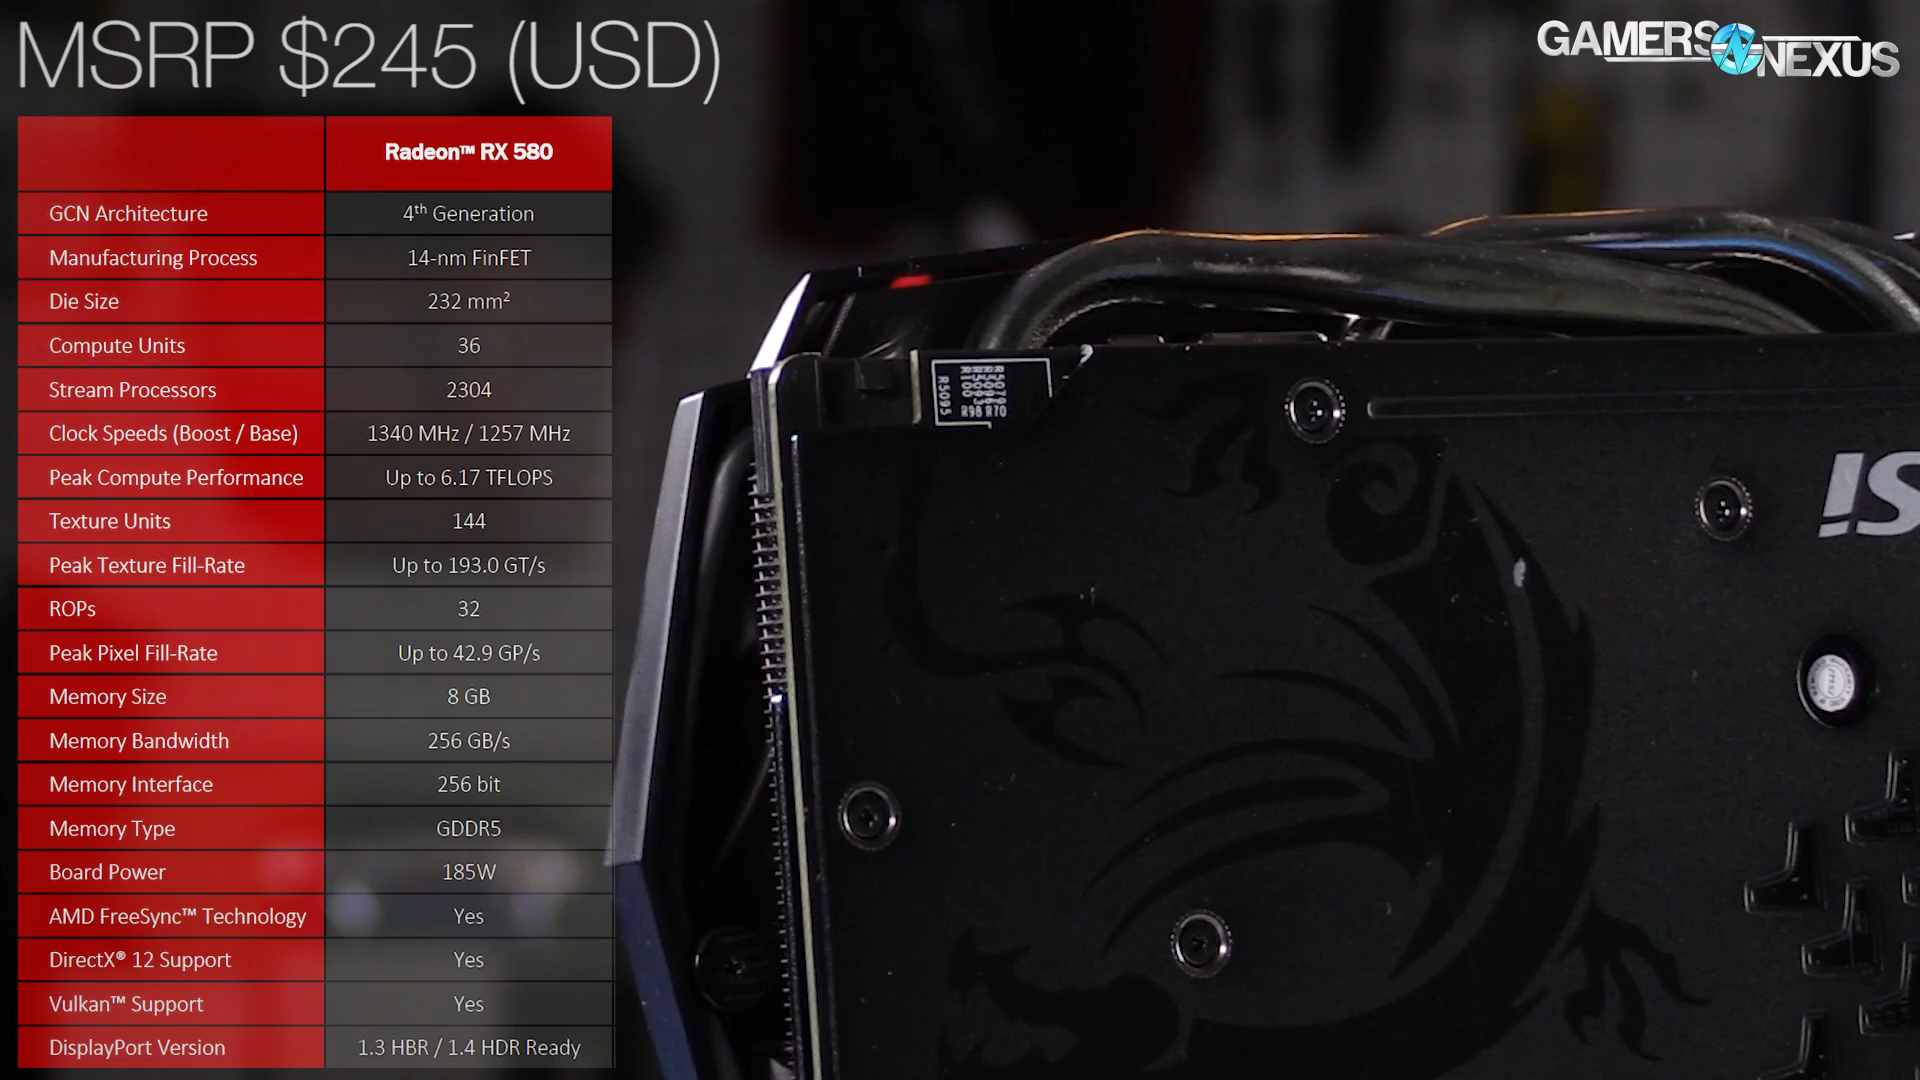 MSRP $245 (USD)
GAMERS NEXUS
Radeon™ RX 580
GCN Architecture 4th Generation
Manufacturing Process 14-nm FinFET
Die Size 232 mm²
Compute Units 36
Stream Processors 2304
Clock Speeds (Boost / Base) 1340 MHz / 1257 MHz
Peak Compute Performance Up to 6.17 TFLOPS
Texture Units 144
Peak Texture Fill-Rate Up to 193.0 GT/s
ROPs 32
Peak Pixel Fill-Rate Up to 42.9 GP/s
Memory Size 8 GB
Memory Bandwidth 256 GB/s
Memory Interface 256 bit
Memory Type GDDR5
Board Power 185W
AMD FreeSync™ Technology Yes
DirectX® 12 Support Yes
Vulkan™ Support Yes
DisplayPort Version 1.3 HBR / 1.4 HDR Ready
R5095
R98 R70